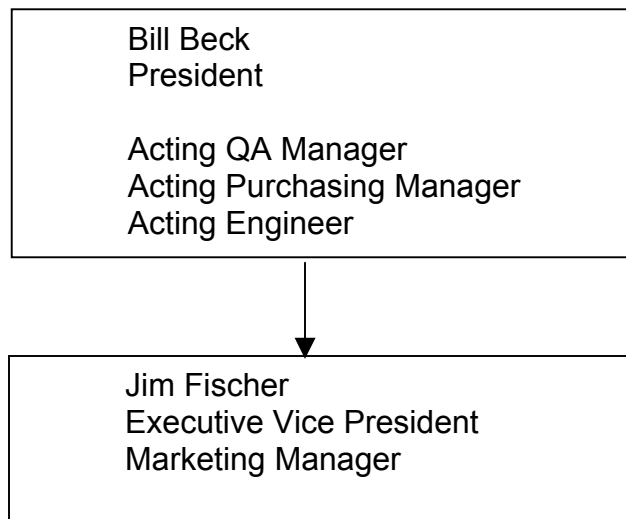 Bill Beck
President
Acting QA Manager
Acting Purchasing Manager
Acting Engineer
Jim Fischer
Executive Vice President
Marketing Manager